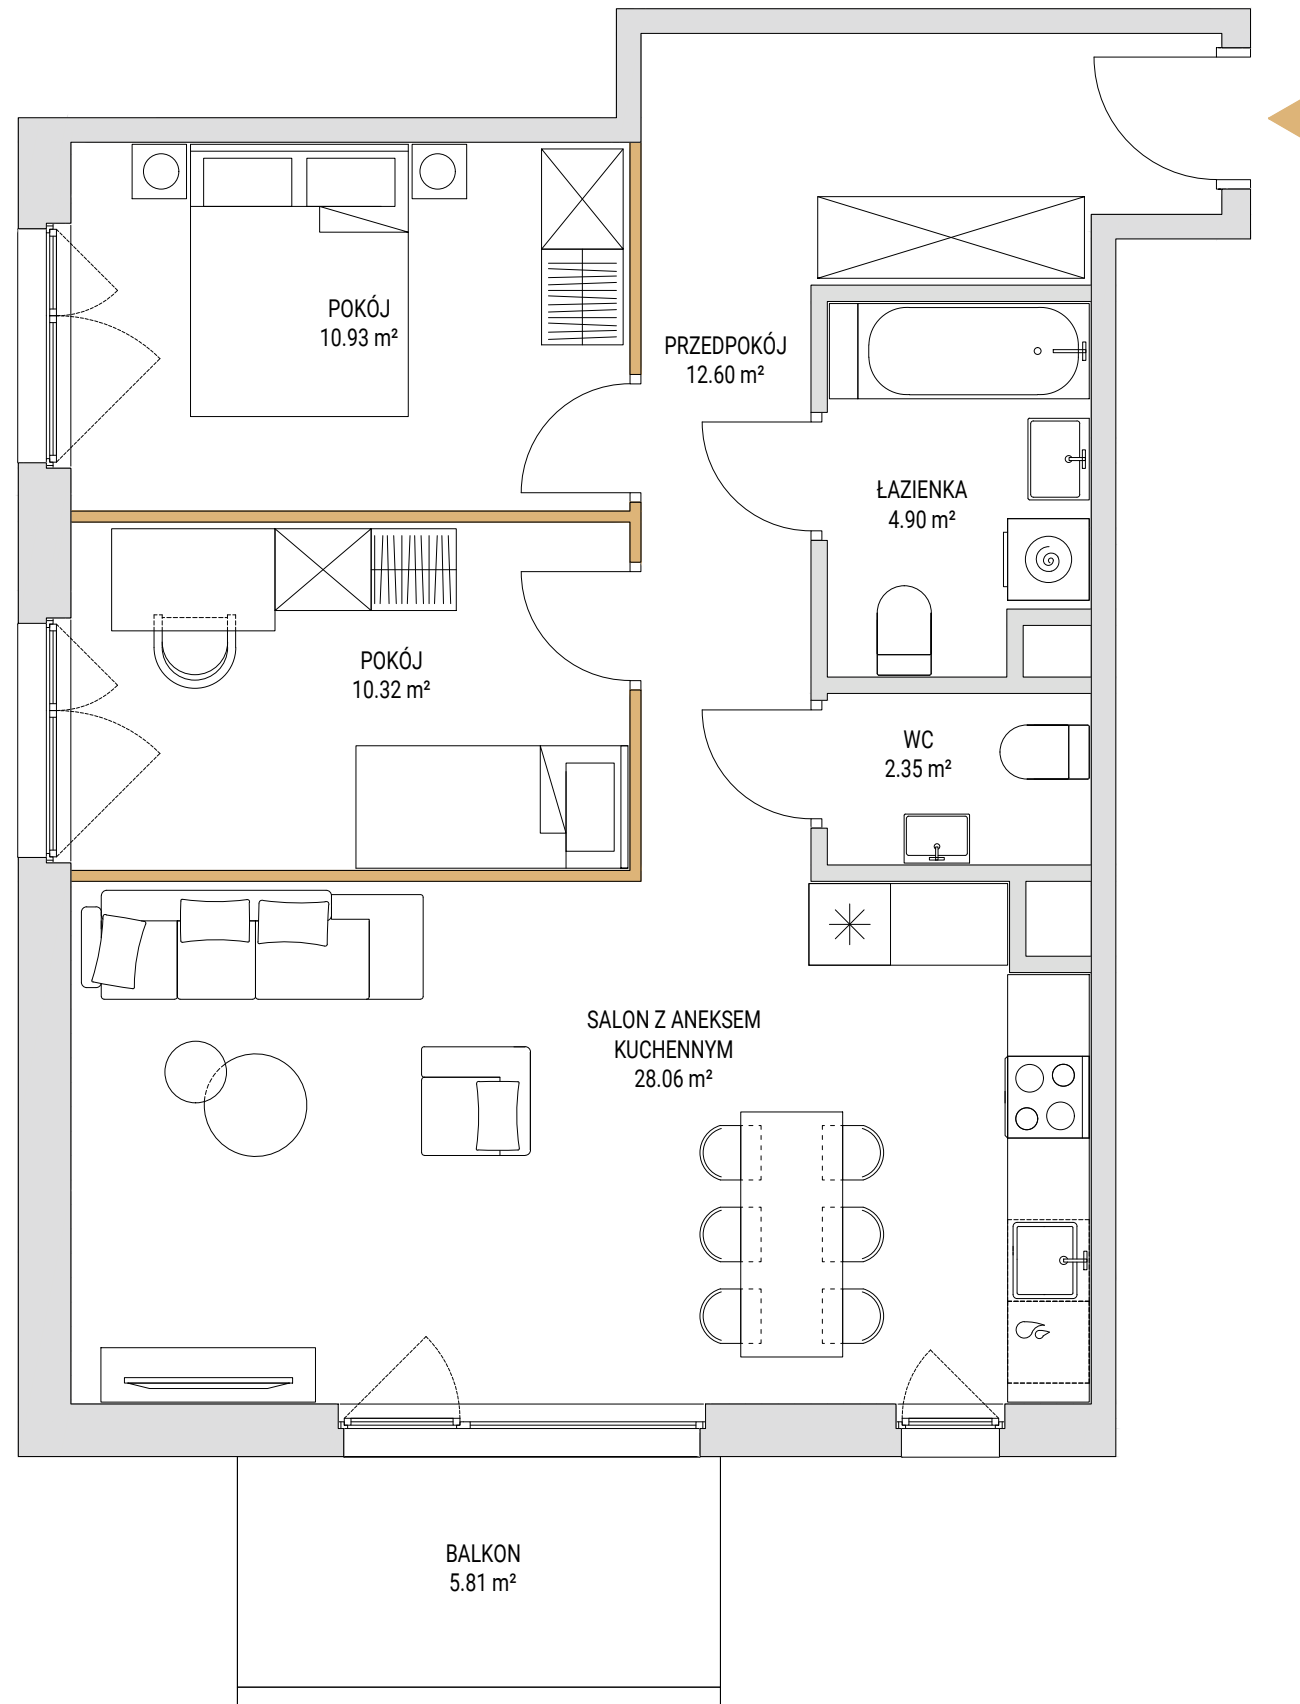 POKÓJ
10.93 m²
PRZEDPOKÓJ
12.60 m²
ŁAZIENKA
4.90 m²
POKÓJ
10.32 m²
WC
2.35 m²
SALON Z ANEKSEM
KUCHENNYM
28.06 m²
BALKON
5.81 m²